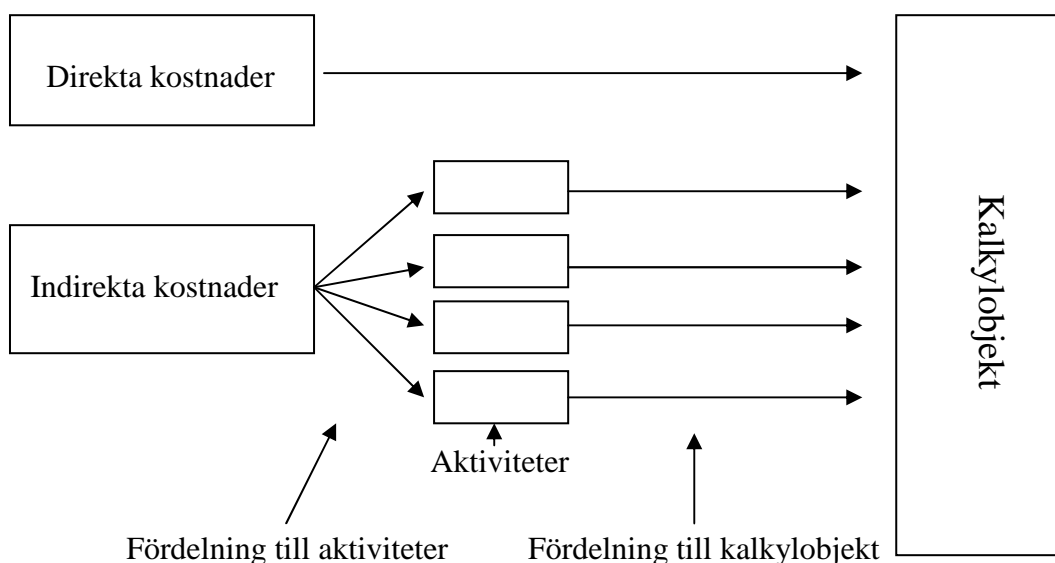 Direkta kostnader
Indirekta kostnader
Kalkylobjekt
Aktiviteter
Fördelning till aktiviteter
Fördelning till kalkylobjekt